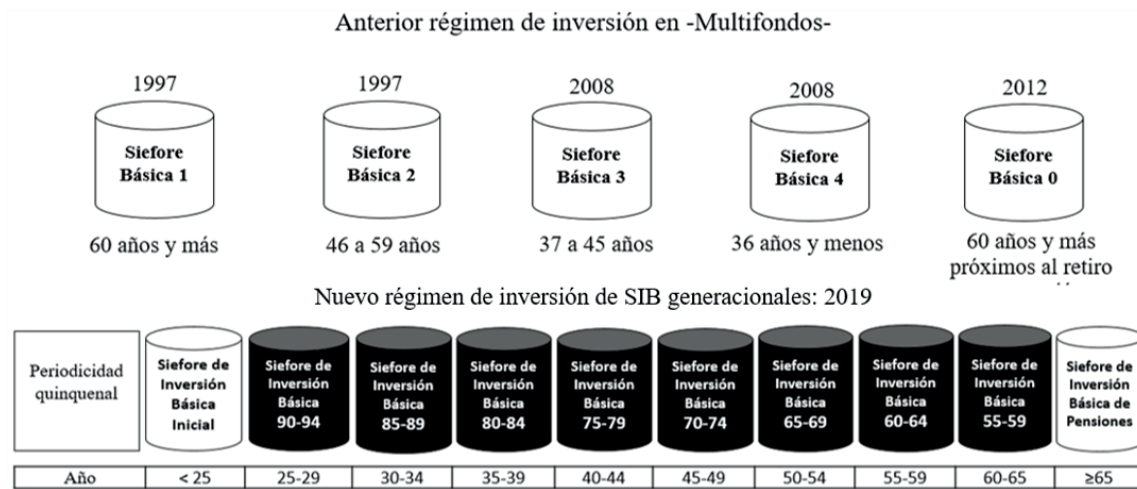 Anterior régimen de inversión en -Multifondos-
1997
1997
2008
2008
2012
Siefore
Básica 1
Siefore
Básica 2
Siefore
Básica 3
Siefore
Básica 4
Siefore
Básica 0
60 años y más
46 a 59 años
37 a 45 años
36 años y menos
60 años y más
próximos al retiro
Nuevo régimen de inversión de SIB generacionales: 2019
Periodicidad
quinquenal
Siefore de
Inversión
Básica
Inicial
Siefore de
Inversión
Básica
90-94
Siefore de
Inversión
Básica
85-89
Siefore de
Inversión
Básica
80-84
Siefore de
Inversión
Básica
75-79
Siefore de
Inversión
Básica
70-74
Siefore de
Inversión
Básica
65-69
Siefore de
Inversión
Básica
60-64
Siefore de
Inversión
Básica
55-59
Siefore de
Inversión
Básica de
Pensiones
Año < 25 25-29 30-34 35-39 40-44 45-49 50-54 55-59 60-65 ≥65